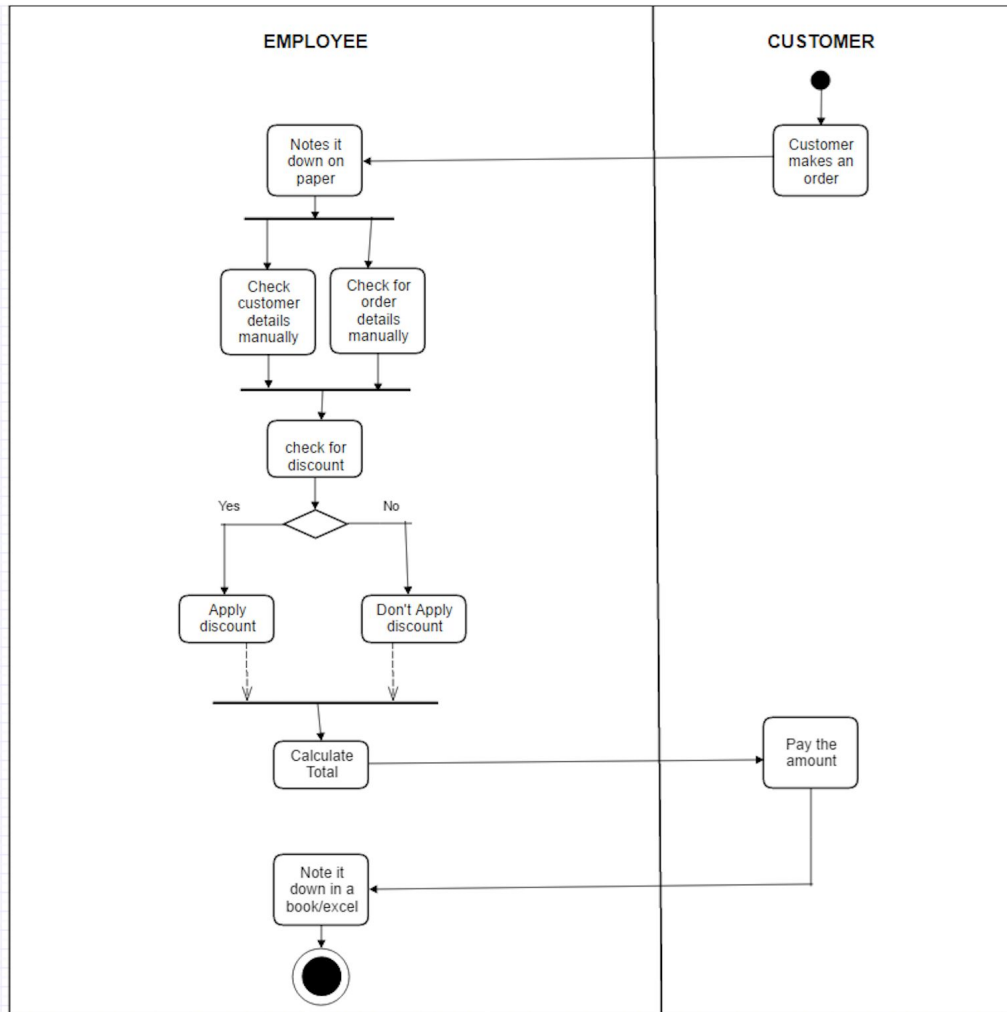 EMPLOYEE
CUSTOMER
Customer
makes an
order
Notes it
down on
paper
Check
customer
details
manually
Check for
order
details
manually
check for
discount
Yes
No
Apply
discount
Don't Apply
discount
Calculate
Total
Pay the
amount
Note it
down in a
book/excel